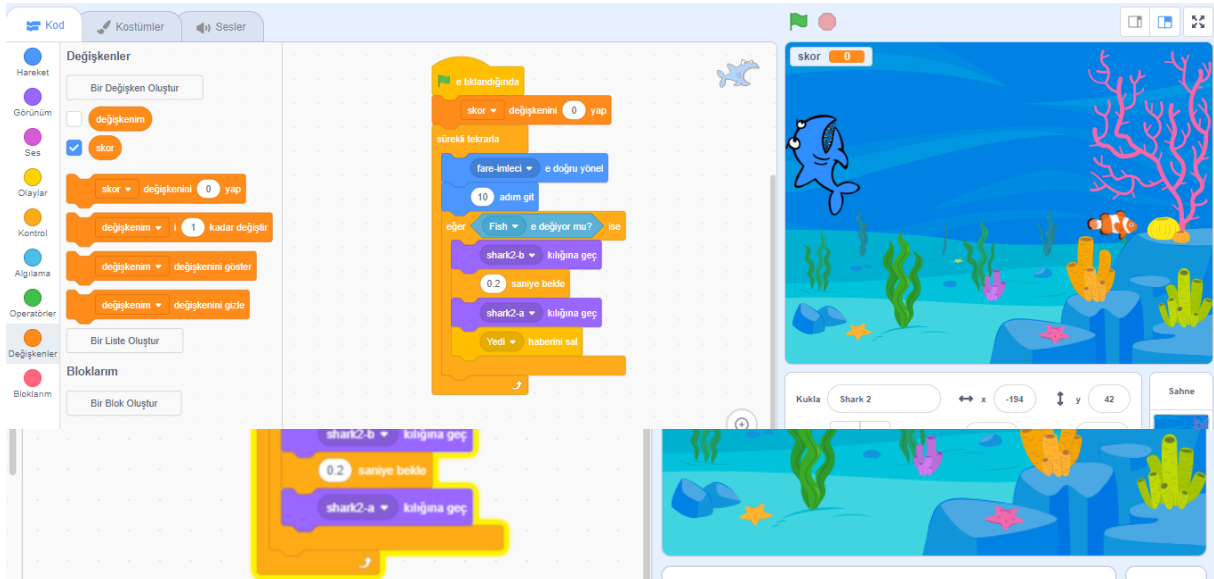 Kod
Kostümler
Sesler
Hareket
Görünüm
Ses
Olaylar
Kontrol
Algılama
Operatörler
Değişkenler
Bloklarım
Değişkenler
Bir Değişken Oluştur
değişkenim
skor
skor değişkenini 0 yap
değişkenim i 1 kadar değiştir
değişkenim değişkenini göster
değişkenim değişkenini gizle
Bir Liste Oluştur
Bloklarım
Bir Blok Oluştur
e tıklandığında
skor değişkenini 0 yap
sürekli tekrarla
fare-imleci e doğru yönel
10 adım git
eğer Fish e değiyor mu? ise
shark2-b kılığına geç
0.2 saniye bekle
shark2-a kılığına geç
Yedi haberini sal
skor 0
Kukla Shark 2 x -194 y 42
Sahne
shark2-b kılığına geç
0.2 saniye bekle
shark2-a kılığına geç